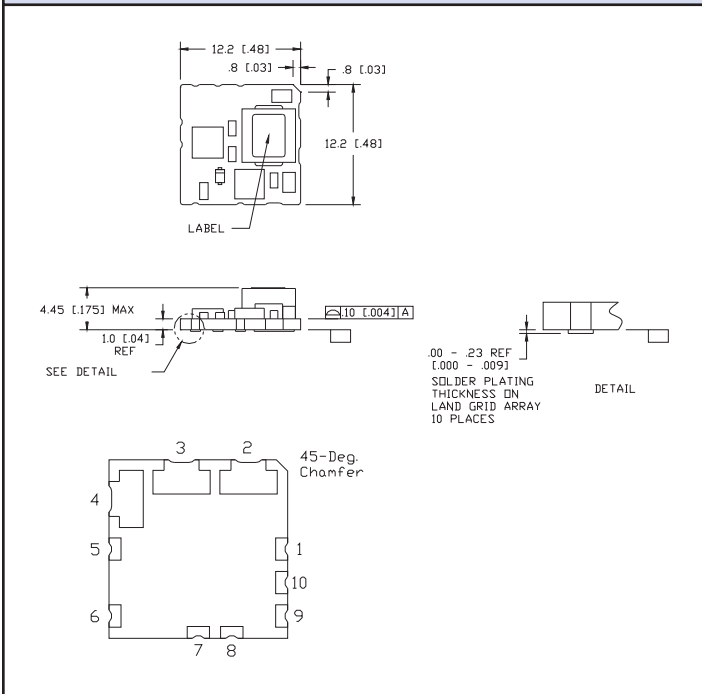 12.2 [.48]
.8 [.03]
.8 [.03]
12.2 [.48]
LABEL
4.45 [.175] MAX
1.0 [.04]
REF
SEE DETAIL
.10 [.004] A
.00 - .23 REF
[.000 - .009]
SOLDER PLATING
THICKNESS ON
LAND GRID ARRAY
10 PLACES
DETAIL
3
2
45-Deg.
Chamfer
4
5
1
10
6
9
7
8